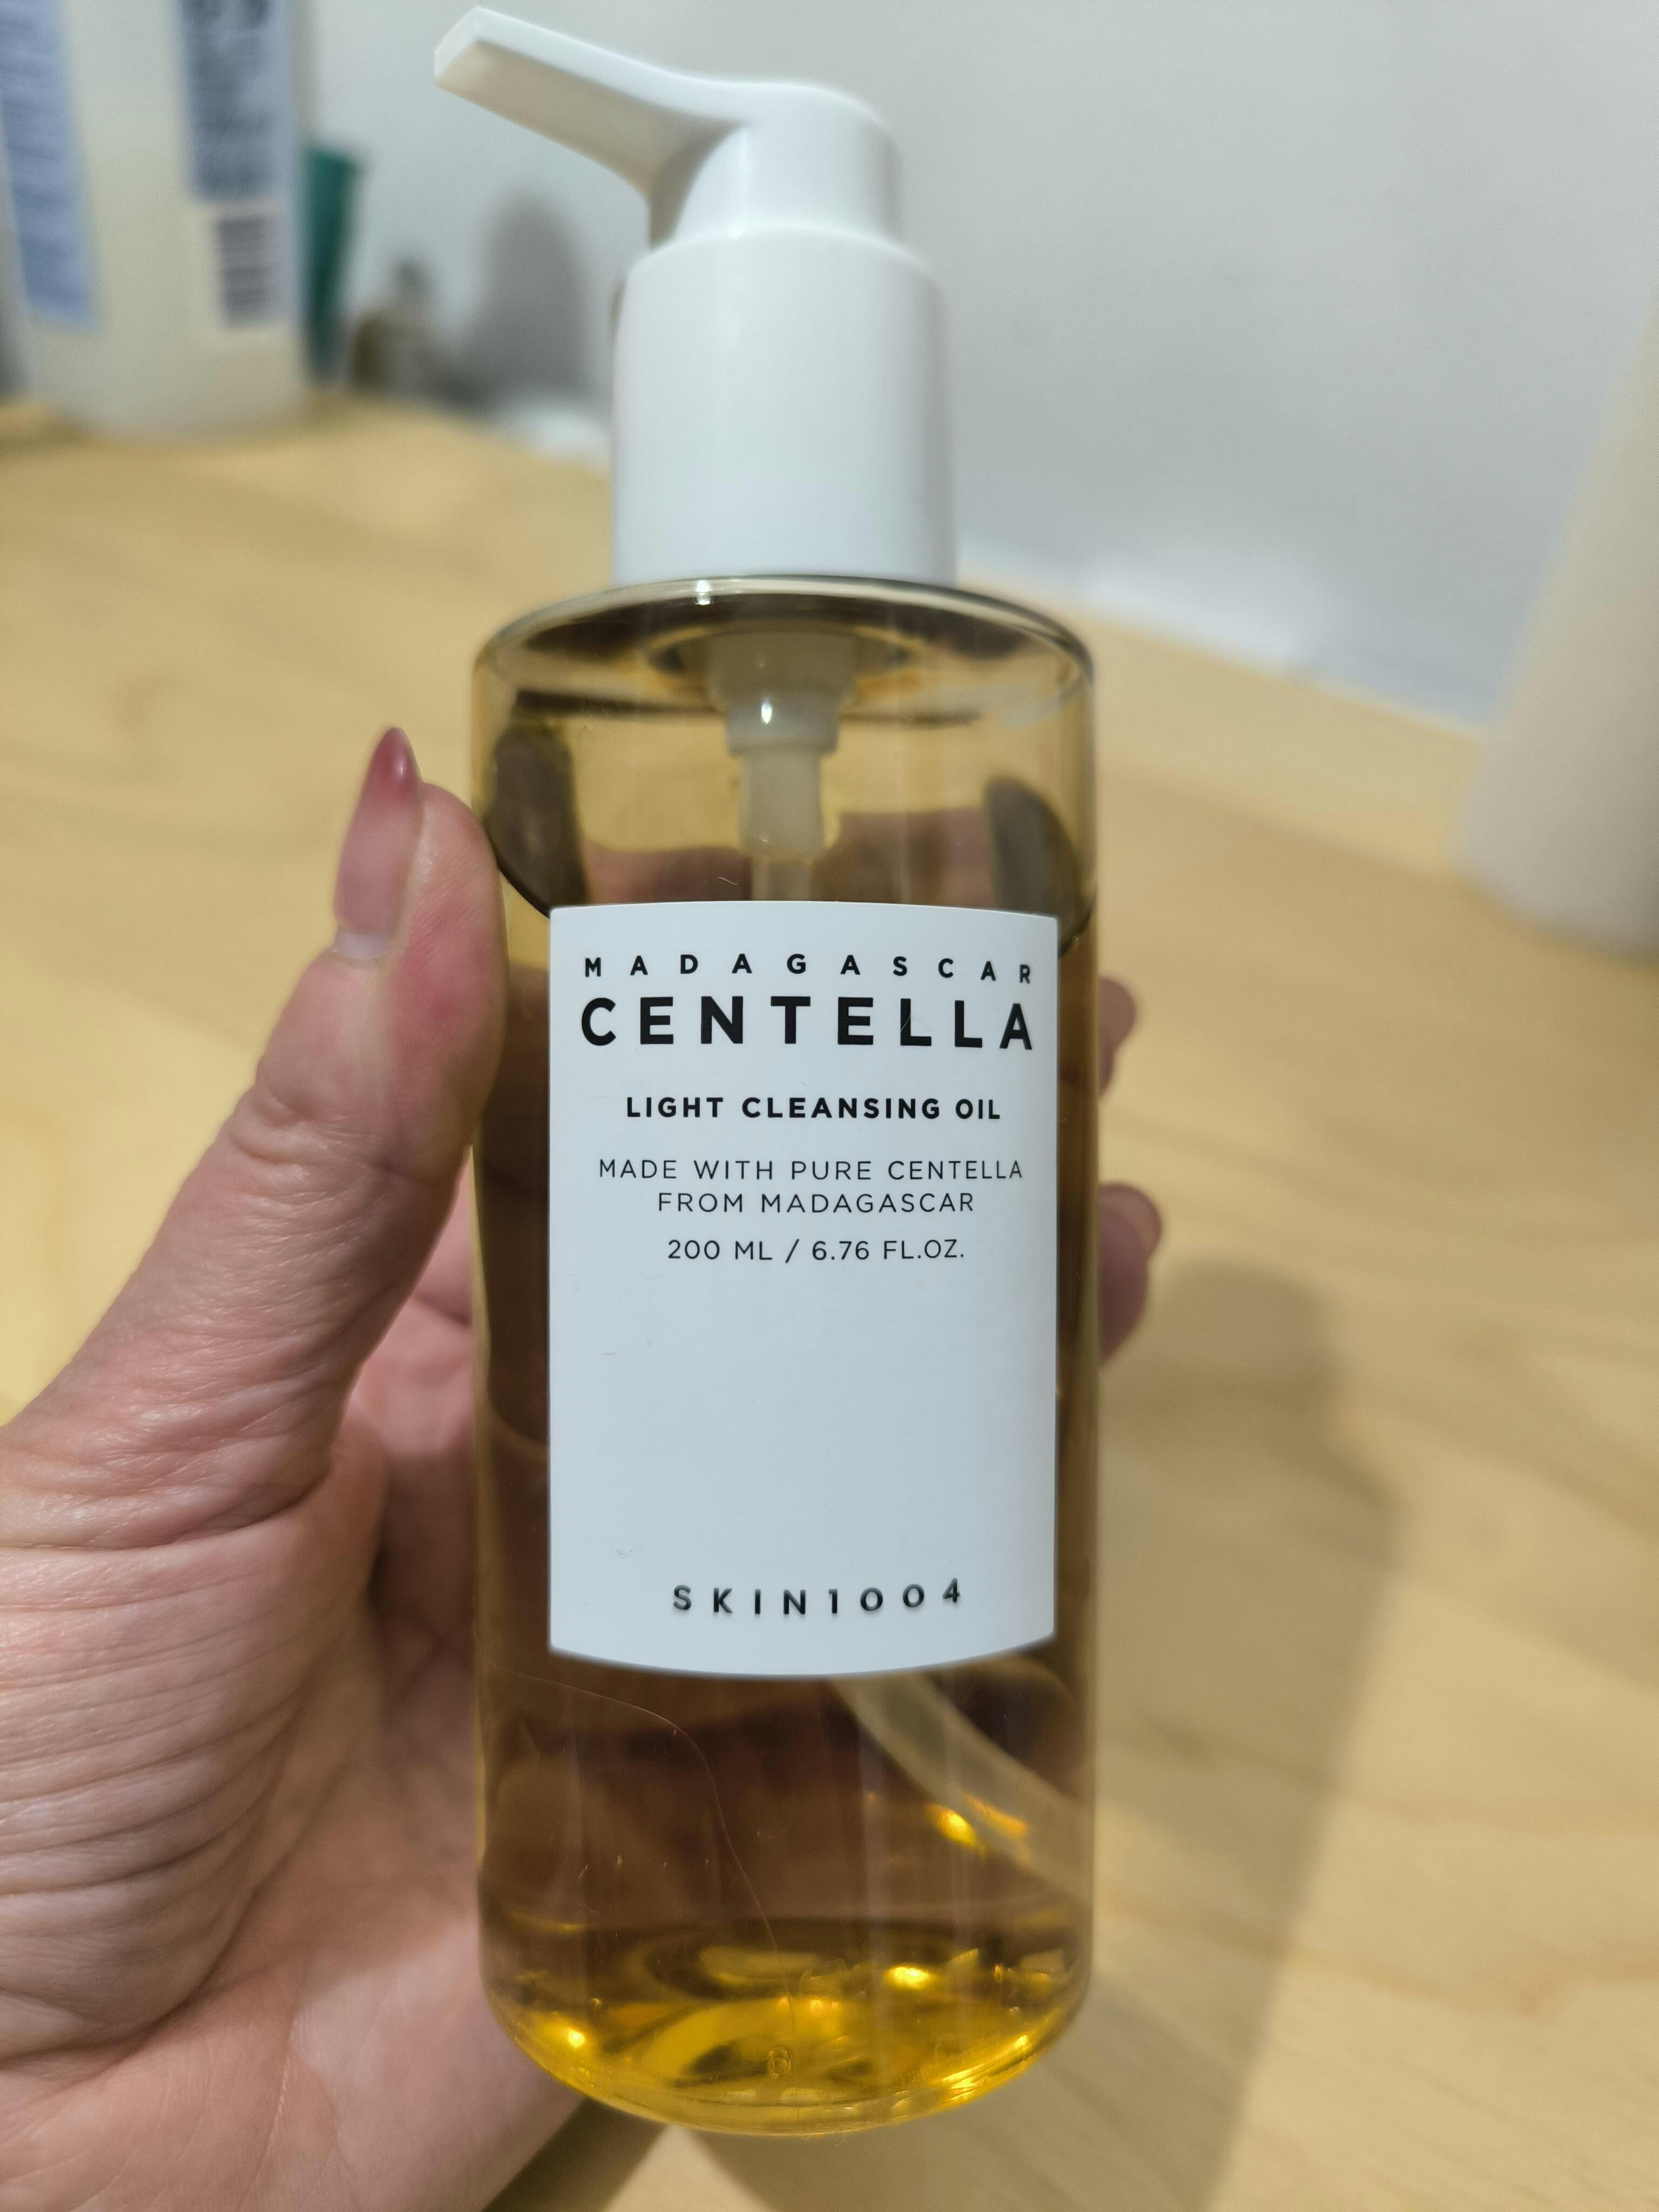 MADAGASCAR
CENTELLA
LIGHT CLEANSING OIL
MADE WITH PURE CENTELLA
FROM MADAGASCAR
200 ML / 6.76 FL.OZ.
SKIN1004